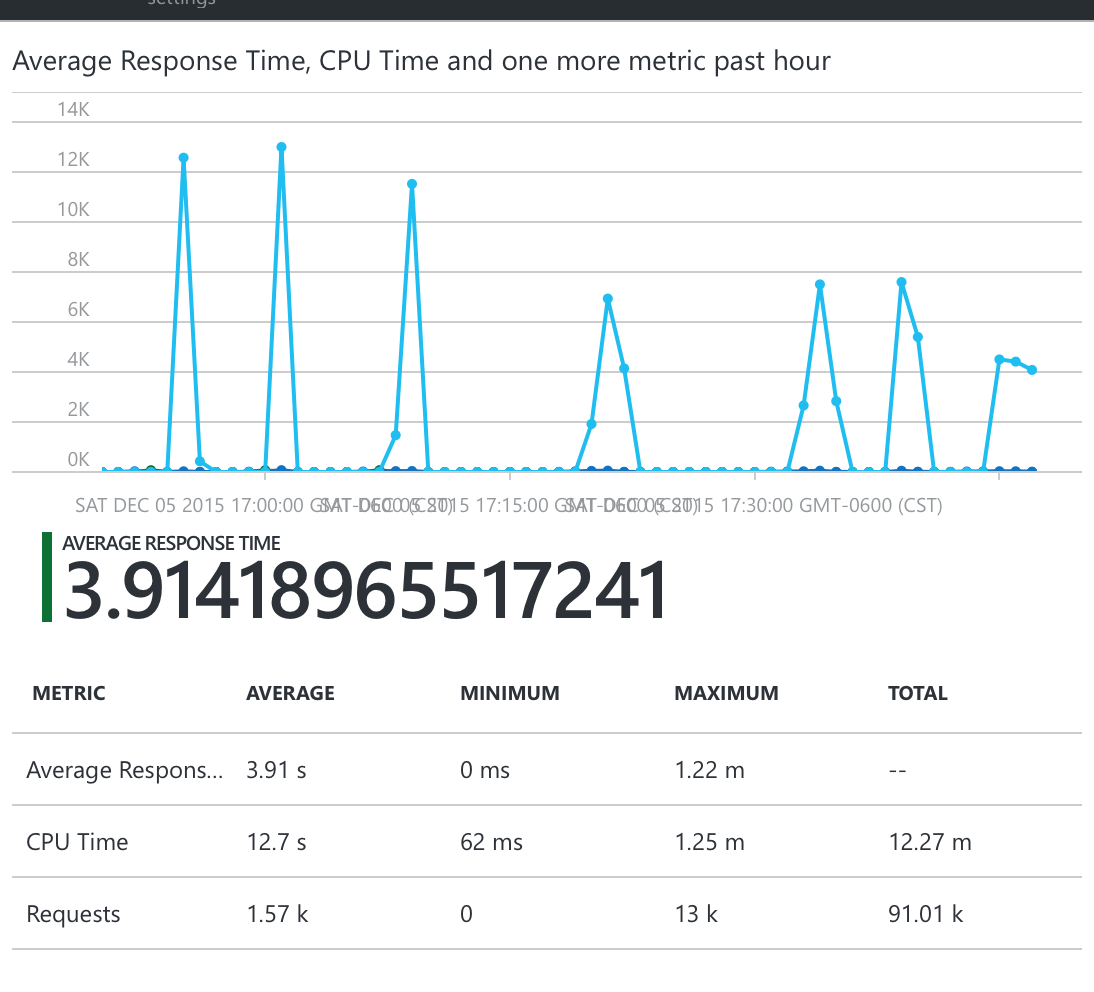 settings
Average Response Time, CPU Time and one more metric past hour
14K
12K
10K
8K
6K
4K
2K
0K
SAT DEC 05 2015 17:00:00 GMT-0600 (CST) SAT DEC 05 2015 17:15:00 GMT-0600 (CST) SAT DEC 05 2015 17:30:00 GMT-0600 (CST)
AVERAGE RESPONSE TIME
3.91418965517241
METRIC AVERAGE MINIMUM MAXIMUM TOTAL
Average Respons... 3.91 s 0 ms 1.22 m --
CPU Time 12.7 s 62 ms 1.25 m 12.27 m
Requests 1.57 k 0 13 k 91.01 k